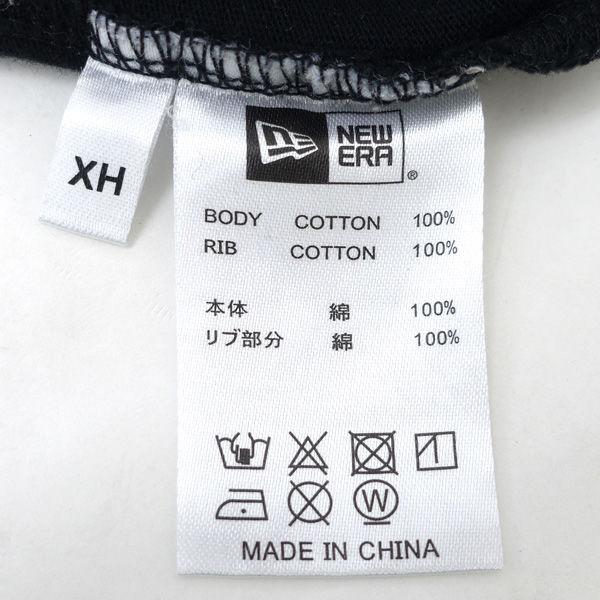 XH
NEW
ERA
®
BODY COTTON 100%
RIB COTTON 100%
本体 綿 100%
リブ部分 綿 100%
W
MADE IN CHINA